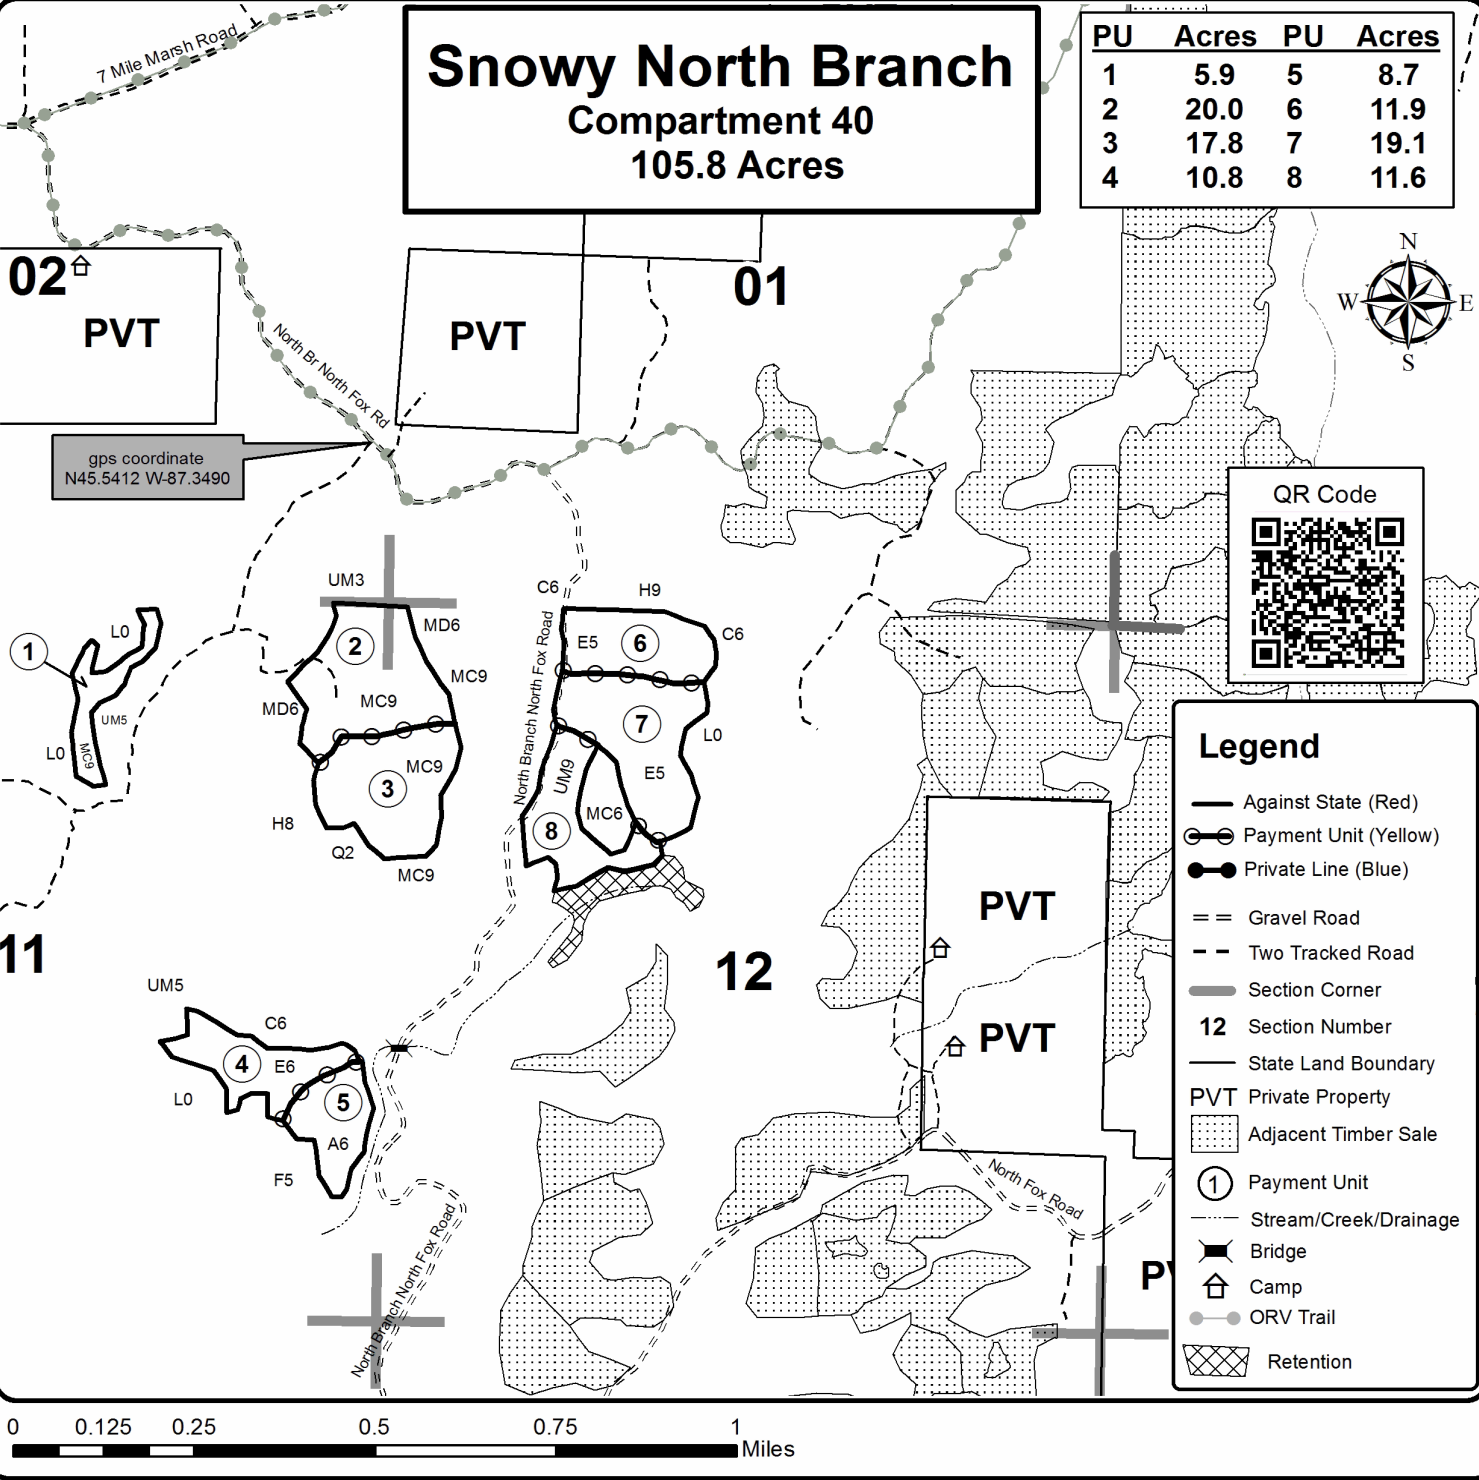 Snowy North Branch
Compartment 40
105.8 Acres
PU Acres PU Acres
1 5.9 5 8.7
2 20.0 6 11.9
3 17.8 7 19.1
4 10.8 8 11.6
7 Mile Marsh Road
N
W E
S
02
PVT
PVT
01
North Br North Fox Rd
gps coordinate
N45.5412 W-87.3490
QR Code
UM3
MD6
2
MC9
MC9
MD6
MC9
3
H8
Q2
MC9
1
L0
UM5
L0
MC9
C6
H9
E5
6
C6
North Branch North Fox Road
7
L0
E5
UM9
MC6
8
11
12
UM5
C6
4
E6
L0
5
A6
F5
North Branch North Fox Road
PVT
PVT
North Fox Road
Legend
Against State (Red)
Payment Unit (Yellow)
Private Line (Blue)
Gravel Road
Two Tracked Road
Section Corner
12 Section Number
State Land Boundary
PVT Private Property
Adjacent Timber Sale
1 Payment Unit
Stream/Creek/Drainage
Bridge
Camp
ORV Trail
Retention
0 0.125 0.25 0.5 0.75 1
Miles